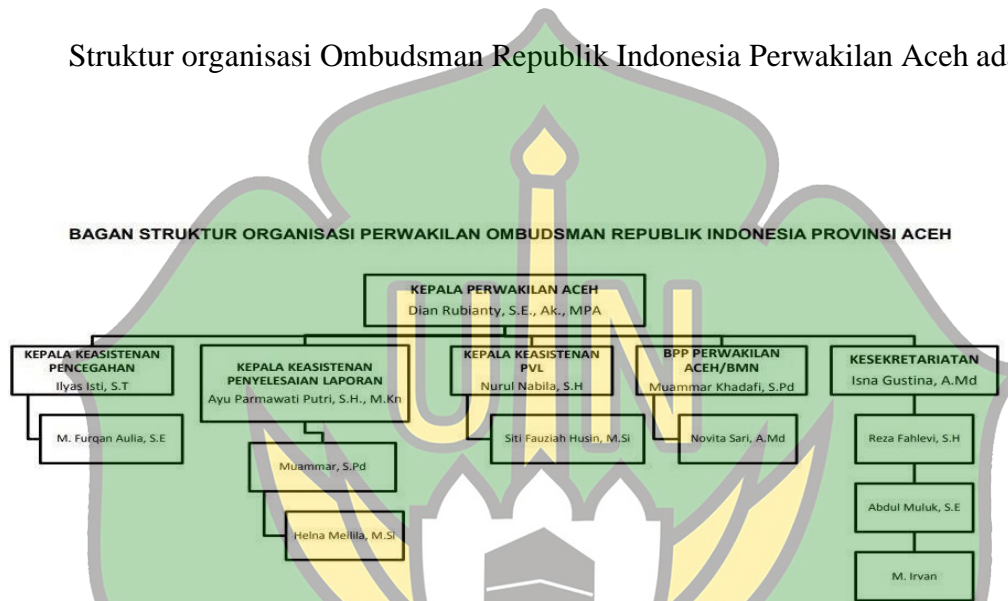 Struktur organisasi Ombudsman Republik Indonesia Perwakilan Aceh ad
BAGAN STRUKTUR ORGANISASI PERWAKILAN OMBUDSMAN REPUBLIK INDONESIA PROVINSI ACEH
KEPALA PERWAKILAN ACEH
Dian Rubianty, S.E., Ak., MPA
KEPALA KEASISTENAN
PENCEGAHAN
Ilyas Isti, S.T
M. Furqan Aulia, S.E
KEPALA KEASISTENAN
PENYELESAIAN LAPORAN
Ayu Parmawati Putri, S.H., M.Kn
Muammar, S.Pd
Helna Meilila, M.Si
KEPALA KEASISTENAN
PVL
Nurul Nabila, S.H
Siti Fauziah Husin, M.Si
BPP PERWAKILAN
ACEH/BMN
Muammar Khadafi, S.Pd
Novita Sari, A.Md
KESEKRETARIATAN
Isna Gustina, A.Md
Reza Fahlevi, S.H
Abdul Muluk, S.E
M. Irvan
UIN